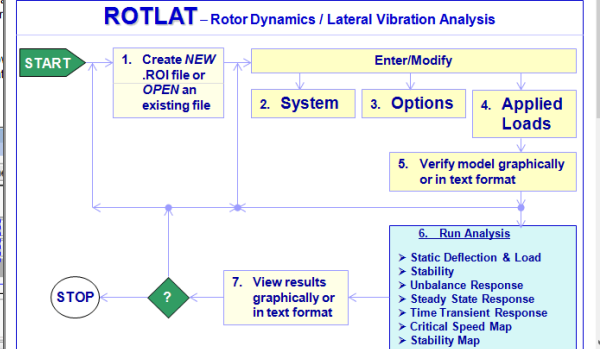 ROTLAT – Rotor Dynamics / Lateral Vibration Analysis
START
1. Create NEW
.ROI file or
OPEN an
existing file
Enter/Modify
2. System
3. Options
4. Applied
Loads
5. Verify model graphically
or in text format
6. Run Analysis
➢ Static Deflection & Load
➢ Stability
➢ Unbalance Response
➢ Steady State Response
➢ Time Transient Response
➢ Critical Speed Map
➢ Stability Map
7. View results
graphically or
in text format
?
STOP